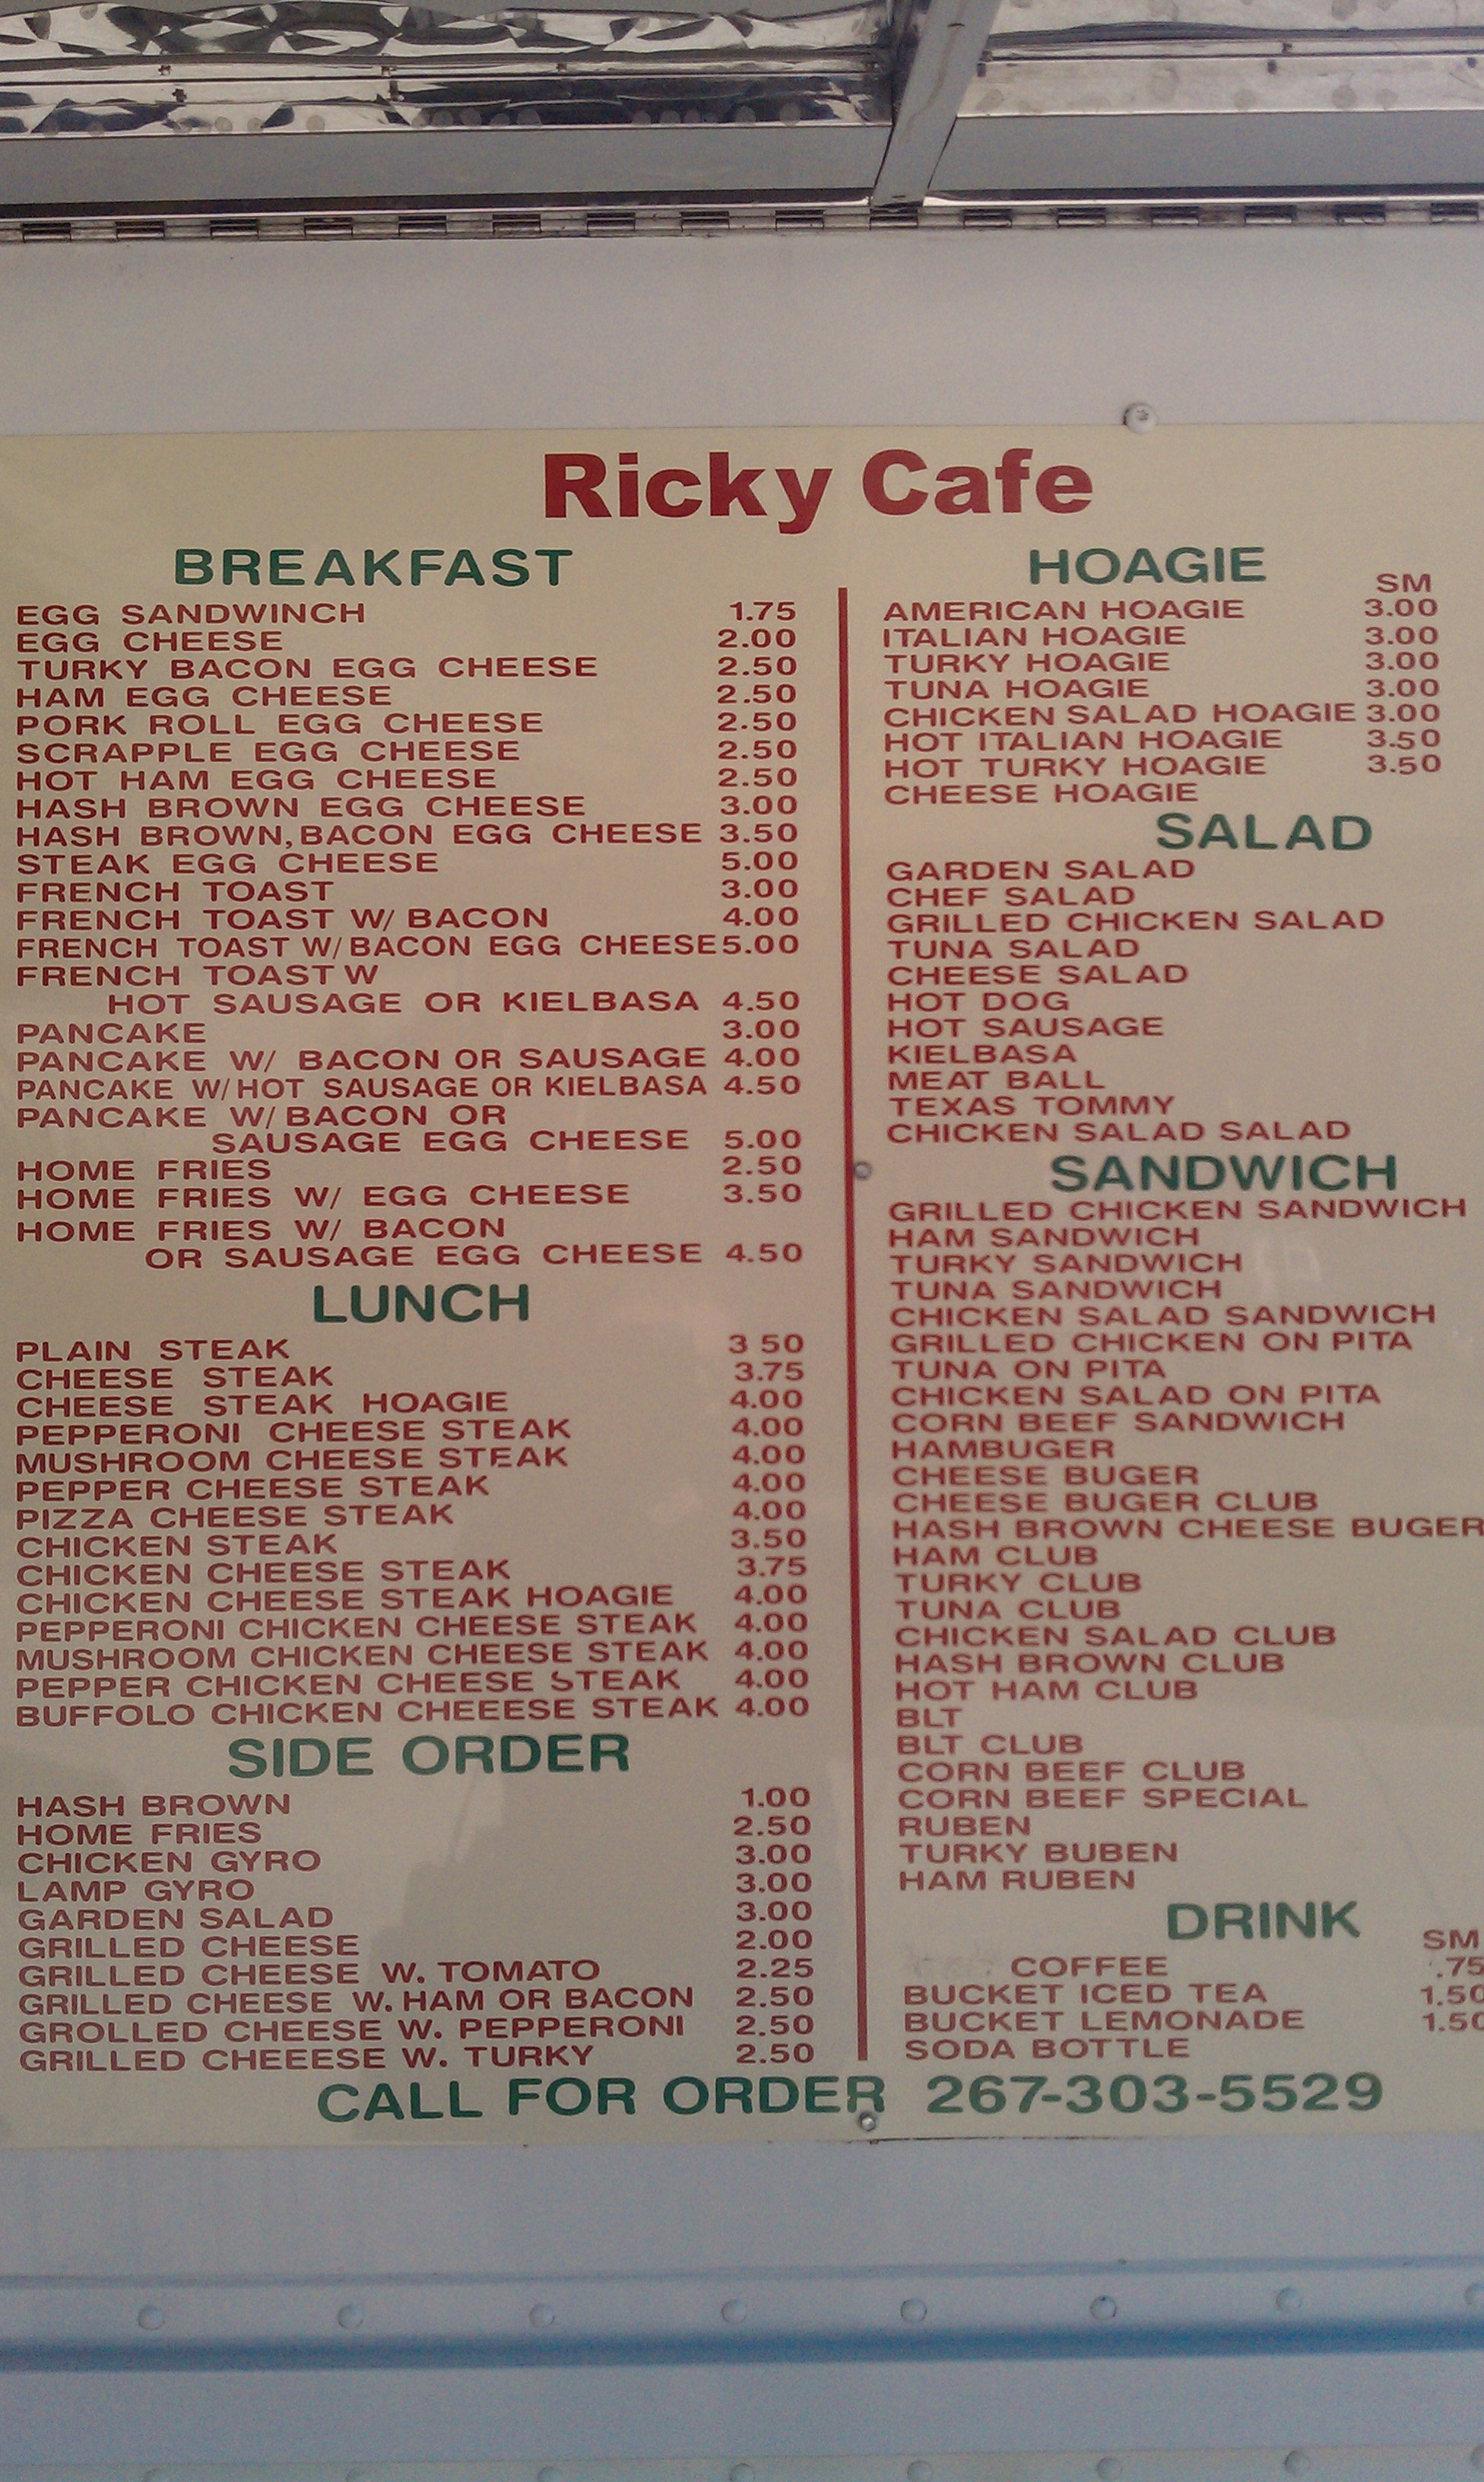 Ricky Cafe
BREAKFAST
EGG SANDWINCH 1.75
EGG CHEESE 2.00
TURKY BACON EGG CHEESE 2.50
HAM EGG CHEESE 2.50
PORK ROLL EGG CHEESE 2.50
SCRAPPLE EGG CHEESE 2.50
HOT HAM EGG CHEESE 2.50
HASH BROWN EGG CHEESE 3.00
HASH BROWN, BACON EGG CHEESE 3.50
STEAK EGG CHEESE 5.00
FRENCH TOAST 3.00
FRENCH TOAST W/ BACON 4.00
FRENCH TOAST W/ BACON EGG CHEESE 5.00
FRENCH TOAST W
HOT SAUSAGE OR KIELBASA 4.50
PANCAKE 3.00
PANCAKE W/ BACON OR SAUSAGE 4.00
PANCAKE W/ HOT SAUSAGE OR KIELBASA 4.50
PANCAKE W/ BACON OR
SAUSAGE EGG CHEESE 5.00
HOME FRIES 2.50
HOME FRIES W/ EGG CHEESE 3.50
HOME FRIES W/ BACON
OR SAUSAGE EGG CHEESE 4.50
LUNCH
PLAIN STEAK 3 50
CHEESE STEAK 3.75
CHEESE STEAK HOAGIE 4.00
PEPPERONI CHEESE STEAK 4.00
MUSHROOM CHEESE STEAK 4.00
PEPPER CHEESE STEAK 4.00
PIZZA CHEESE STEAK 4.00
CHICKEN STEAK 3.50
CHICKEN CHEESE STEAK 3.75
CHICKEN CHEESE STEAK HOAGIE 4.00
PEPPERONI CHICKEN CHEESE STEAK 4.00
MUSHROOM CHICKEN CHEESE STEAK 4.00
PEPPER CHICKEN CHEESE STEAK 4.00
BUFFOLO CHICKEN CHEEESE STEAK 4.00
SIDE ORDER
HASH BROWN 1.00
HOME FRIES 2.50
CHICKEN GYRO 3.00
LAMP GYRO 3.00
GARDEN SALAD 3.00
GRILLED CHEESE 2.00
GRILLED CHEESE W. TOMATO 2.25
GRILLED CHEESE W. HAM OR BACON 2.50
GROLLED CHEESE W. PEPPERONI 2.50
GRILLED CHEEESE W. TURKY 2.50
HOAGIE
SM
AMERICAN HOAGIE 3.00
ITALIAN HOAGIE 3.00
TURKY HOAGIE 3.00
TUNA HOAGIE 3.00
CHICKEN SALAD HOAGIE 3.00
HOT ITALIAN HOAGIE 3.50
HOT TURKY HOAGIE 3.50
CHEESE HOAGIE
SALAD
GARDEN SALAD
CHEF SALAD
GRILLED CHICKEN SALAD
TUNA SALAD
CHEESE SALAD
HOT DOG
HOT SAUSAGE
KIELBASA
MEAT BALL
TEXAS TOMMY
CHICKEN SALAD SALAD
SANDWICH
GRILLED CHICKEN SANDWICH
HAM SANDWICH
TURKY SANDWICH
TUNA SANDWICH
CHICKEN SALAD SANDWICH
GRILLED CHICKEN ON PITA
TUNA ON PITA
CHICKEN SALAD ON PITA
CORN BEEF SANDWICH
HAMBUGER
CHEESE BUGER
CHEESE BUGER CLUB
HASH BROWN CHEESE BUGER
HAM CLUB
TURKY CLUB
TUNA CLUB
CHICKEN SALAD CLUB
HASH BROWN CLUB
HOT HAM CLUB
BLT
BLT CLUB
CORN BEEF CLUB
CORN BEEF SPECIAL
RUBEN
TURKY BUBEN
HAM RUBEN
DRINK
SM
COFFEE .75
BUCKET ICED TEA 1.50
BUCKET LEMONADE 1.50
SODA BOTTLE
CALL FOR ORDER 267-303-5529